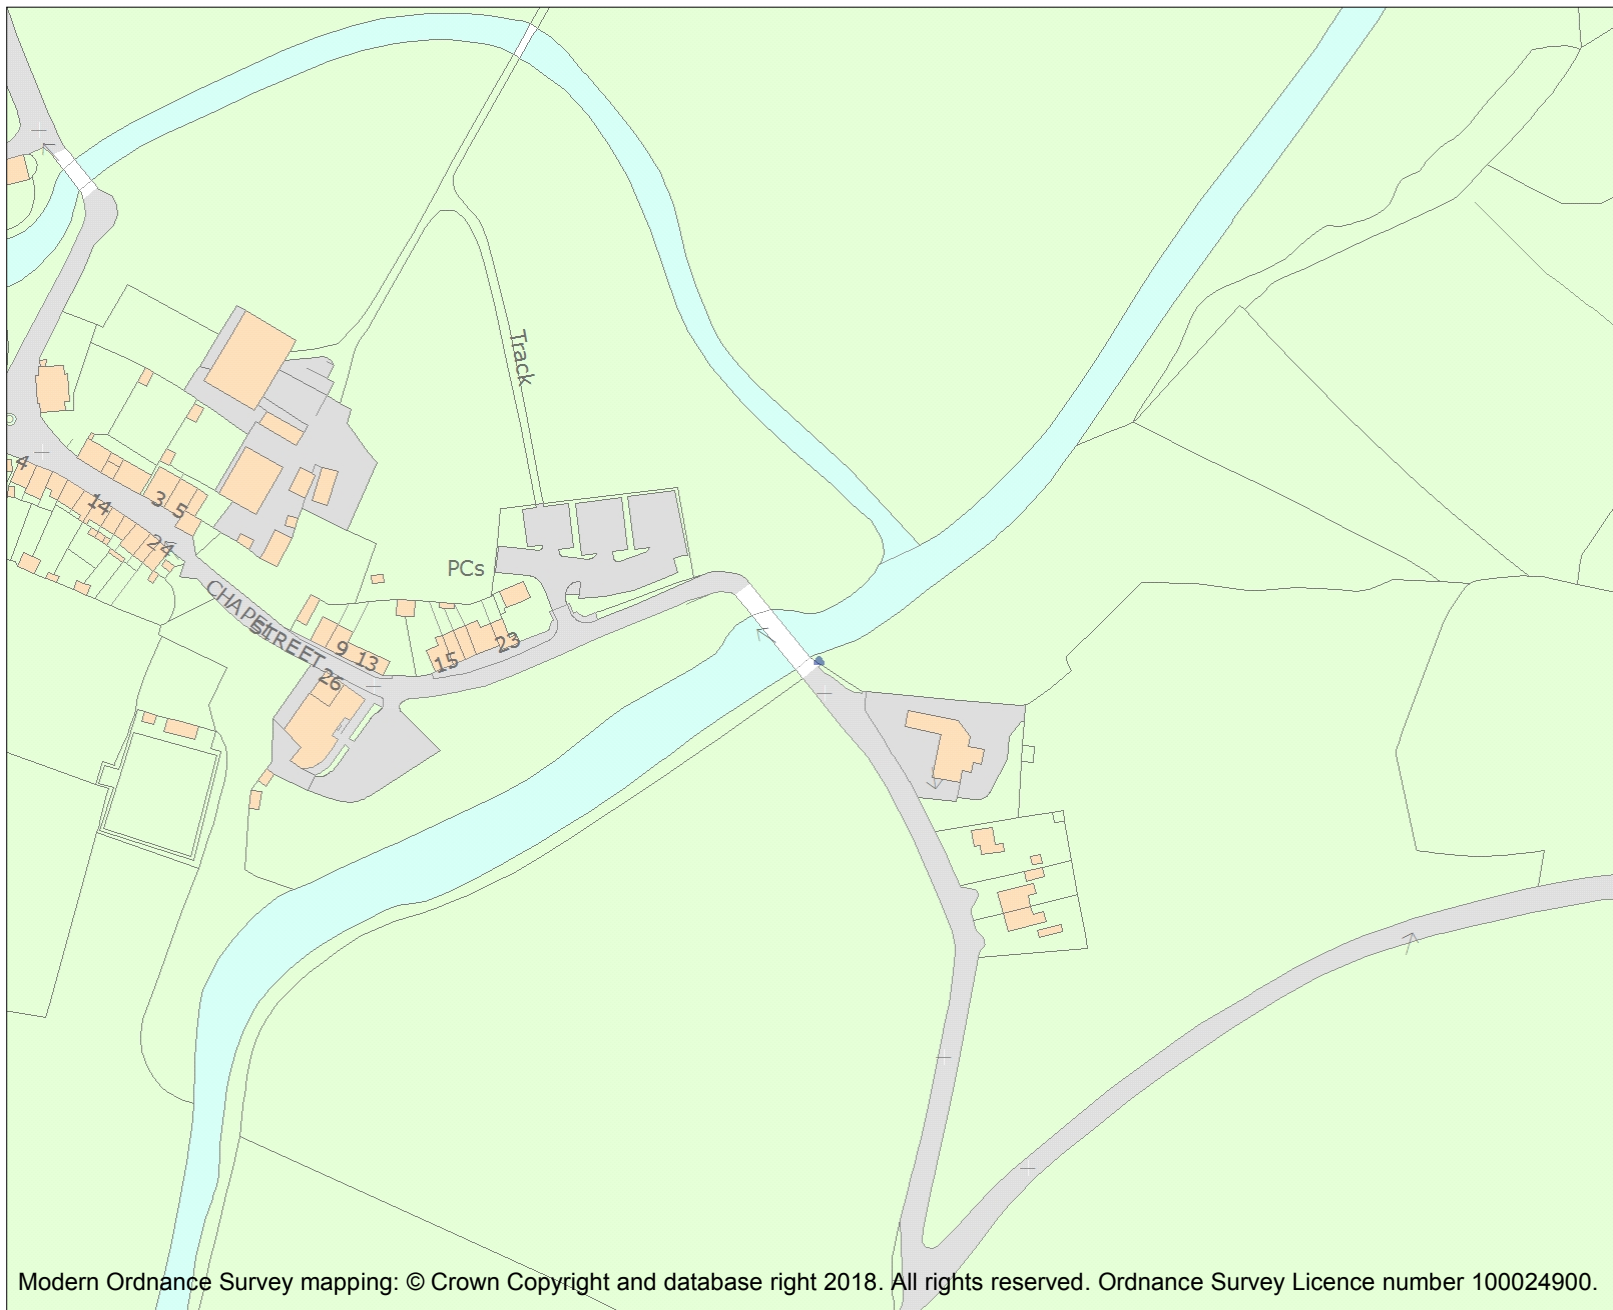 Track
4
14
3
5
24
PCs
CHAPEL STREET
9
13
15
23
26
Modern Ordnance Survey mapping: © Crown Copyright and database right 2018. All rights reserved. Ordnance Survey Licence number 100024900.